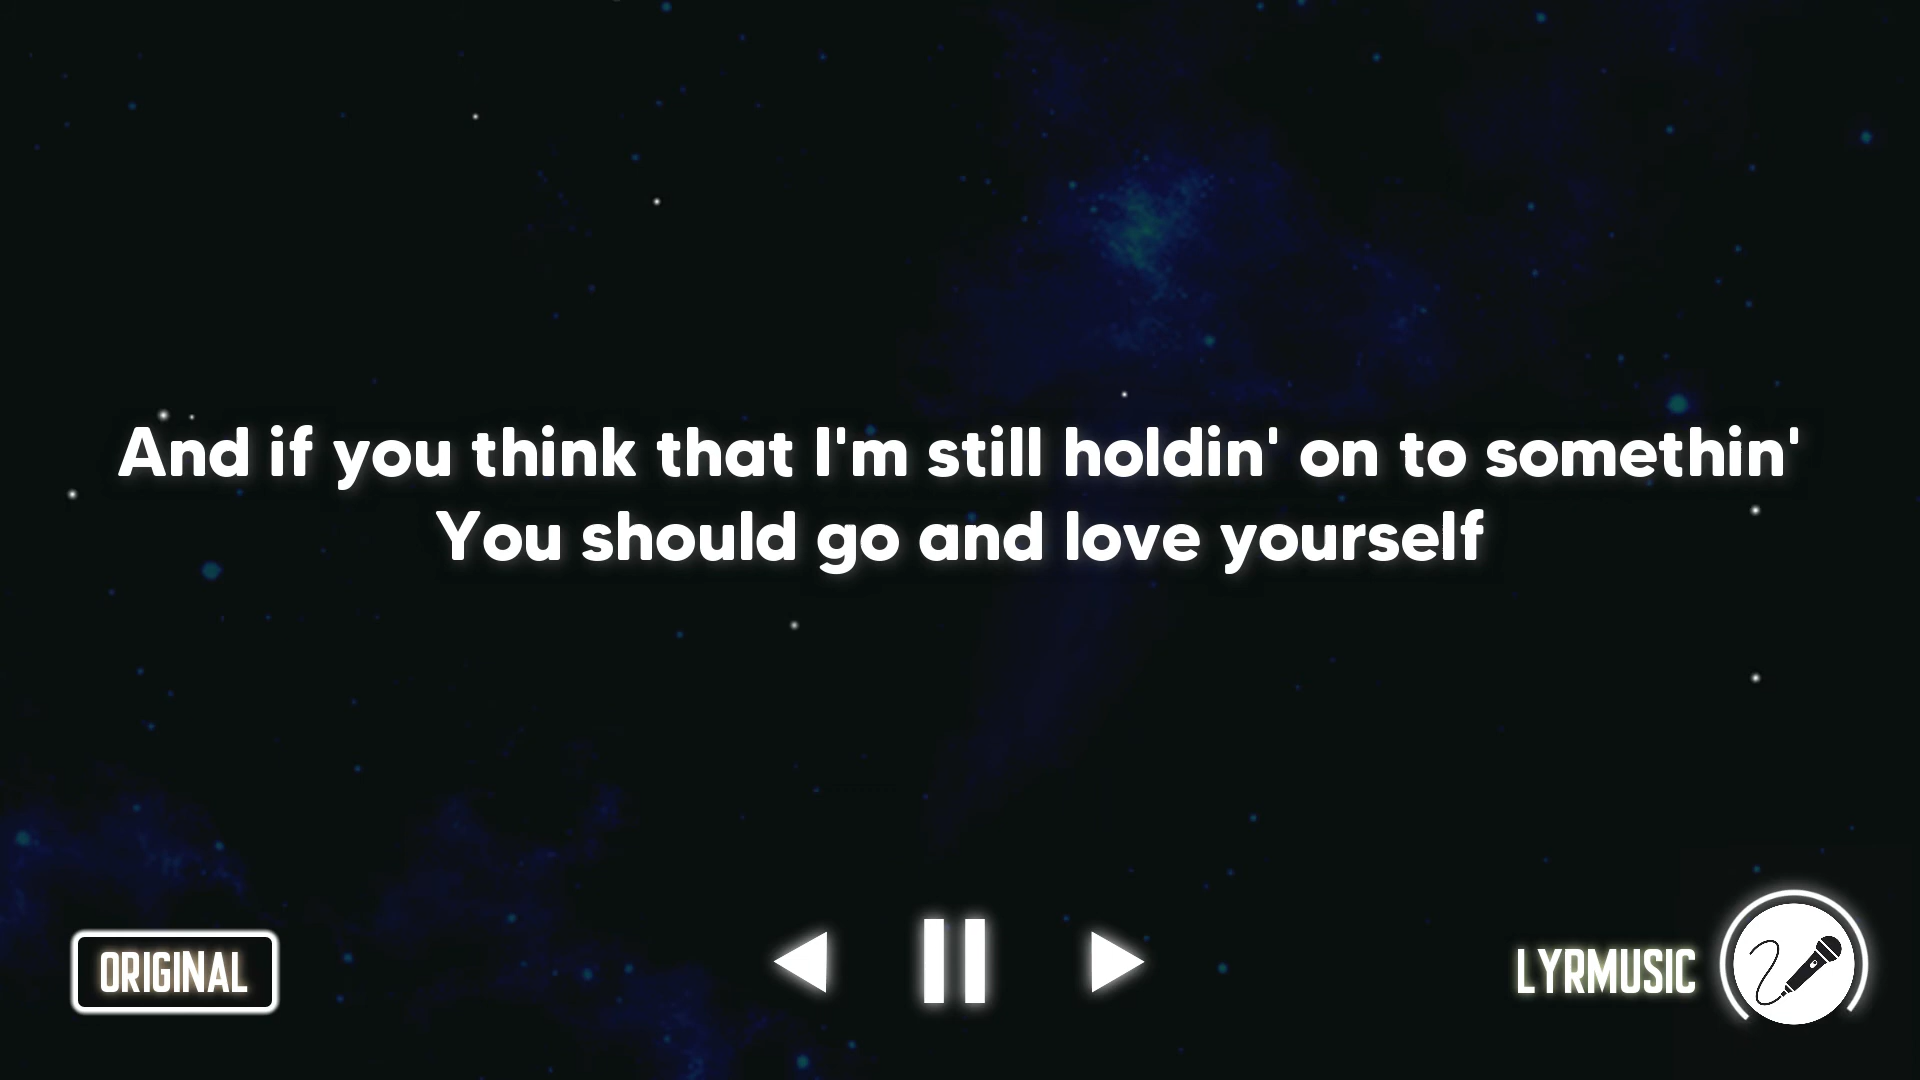 And if you think that I'm still holdin' on to somethin'
You should go and love yourself
ORIGINAL
LYRMUSIC